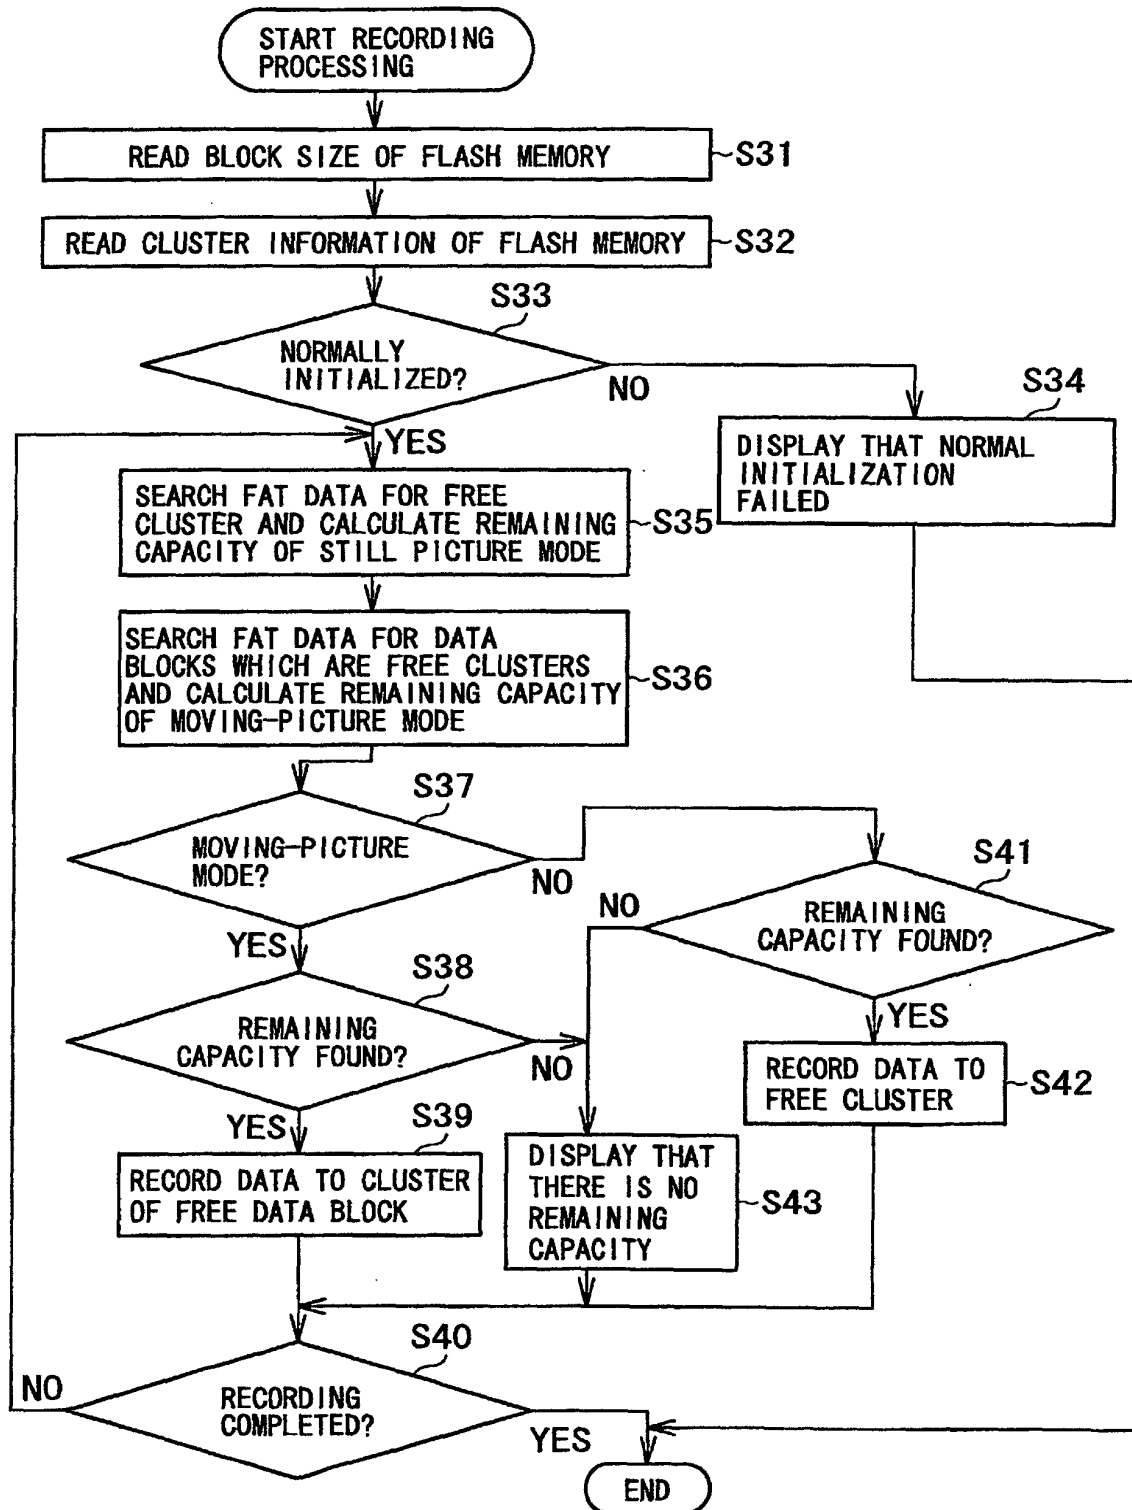 START RECORDING
PROCESSING
READ BLOCK SIZE OF FLASH MEMORY
S31
READ CLUSTER INFORMATION OF FLASH MEMORY
S32
S33
NORMALLY
INITIALIZED?
NO
YES
S34
DISPLAY THAT NORMAL
INITIALIZATION
FAILED
SEARCH FAT DATA FOR FREE
CLUSTER AND CALCULATE REMAINING
CAPACITY OF STILL PICTURE MODE
S35
SEARCH FAT DATA FOR DATA
BLOCKS WHICH ARE FREE CLUSTERS
AND CALCULATE REMAINING CAPACITY
OF MOVING-PICTURE MODE
S36
S37
MOVING-PICTURE
MODE?
NO
YES
S41
REMAINING
CAPACITY FOUND?
NO
YES
S38
REMAINING
CAPACITY FOUND?
NO
YES
RECORD DATA TO
FREE CLUSTER
S42
S39
RECORD DATA TO CLUSTER
OF FREE DATA BLOCK
DISPLAY THAT
THERE IS NO
REMAINING
CAPACITY
S43
S40
RECORDING
COMPLETED?
NO
YES
END